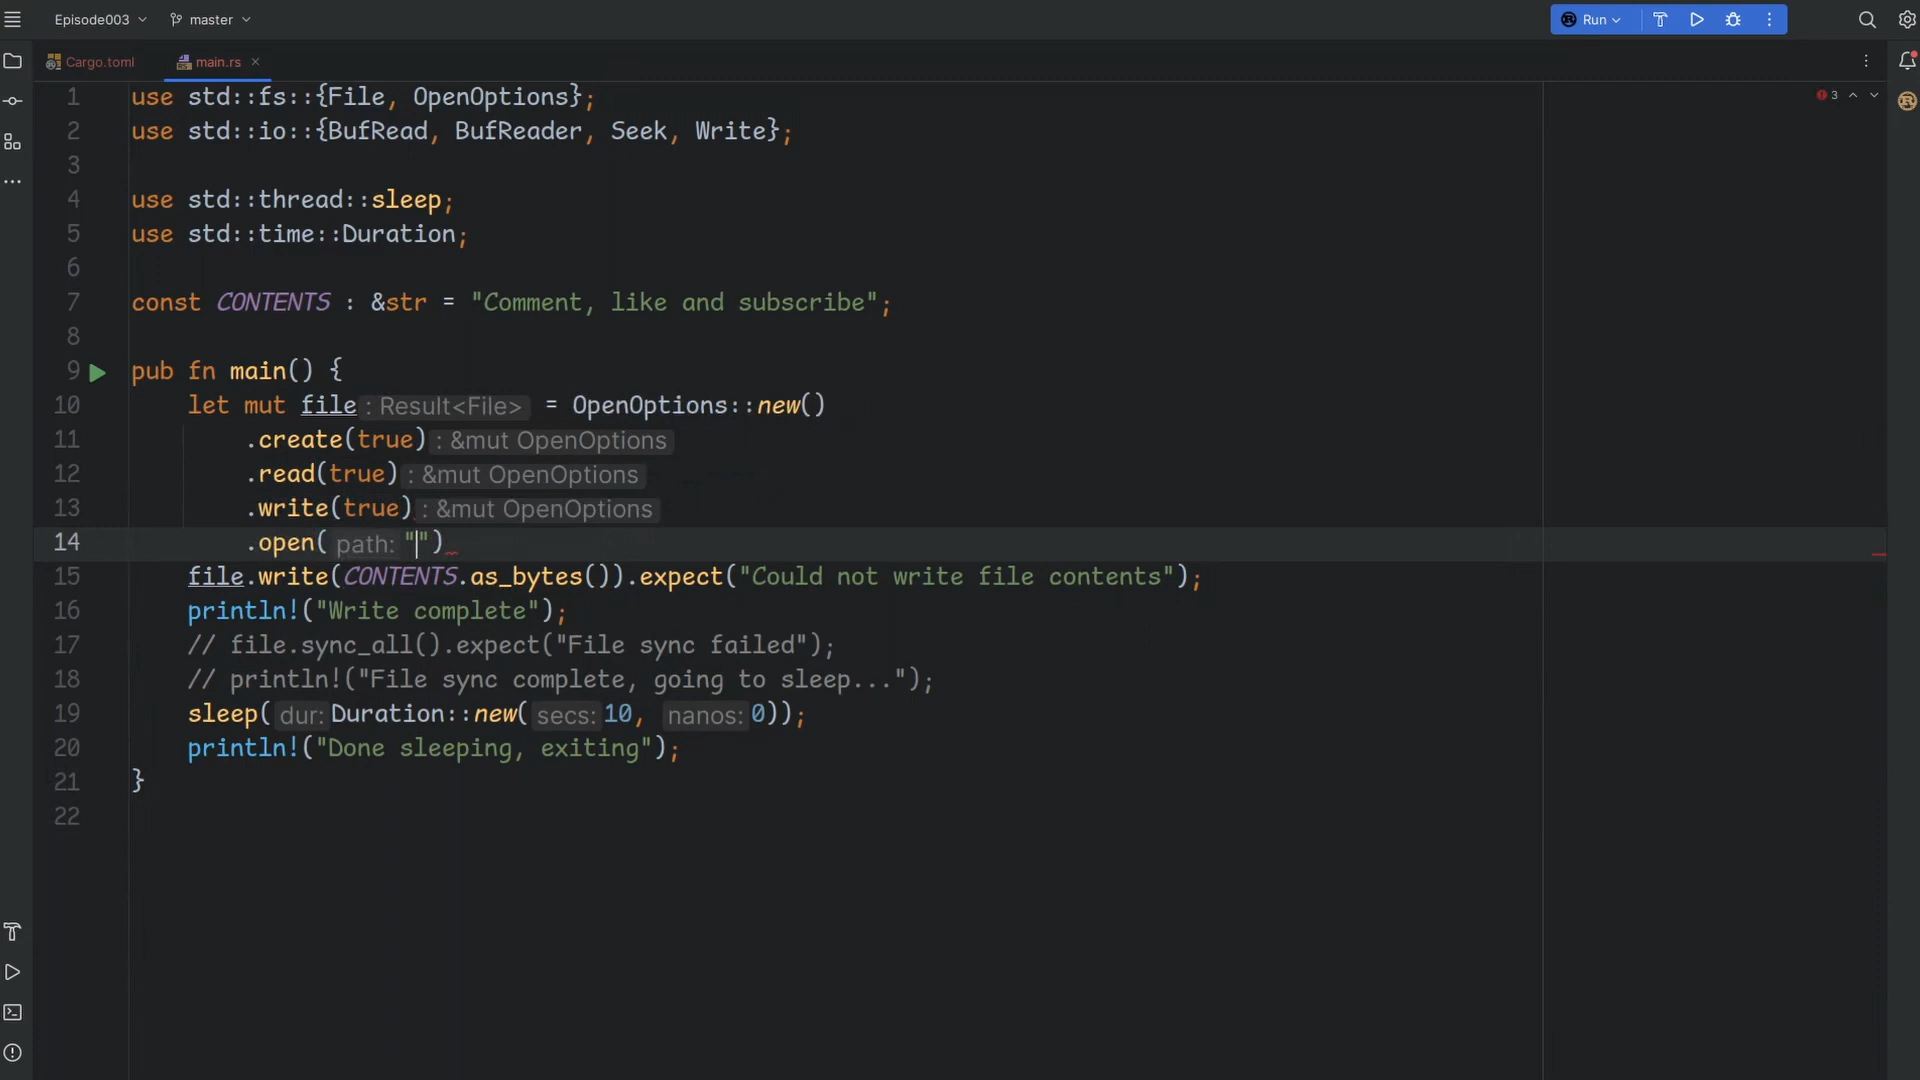 Episode003 master Run
Cargo.toml main.rs
1 use std::fs::{File, OpenOptions}; 3
2 use std::io::{BufRead, BufReader, Seek, Write};
3
4 use std::thread::sleep;
5 use std::time::Duration;
6
7 const CONTENTS : &str = "Comment, like and subscribe";
8
9 pub fn main() {
10     let mut file : Result<File> = OpenOptions::new()
11         .create(true) : &mut OpenOptions
12         .read(true) : &mut OpenOptions
13         .write(true) : &mut OpenOptions
14         .open( path: "")
15     file.write(CONTENTS.as_bytes()).expect("Could not write file contents");
16     println!("Write complete");
17     // file.sync_all().expect("File sync failed");
18     // println!("File sync complete, going to sleep...");
19     sleep( dur: Duration::new( secs: 10, nanos: 0));
20     println!("Done sleeping, exiting");
21 }
22